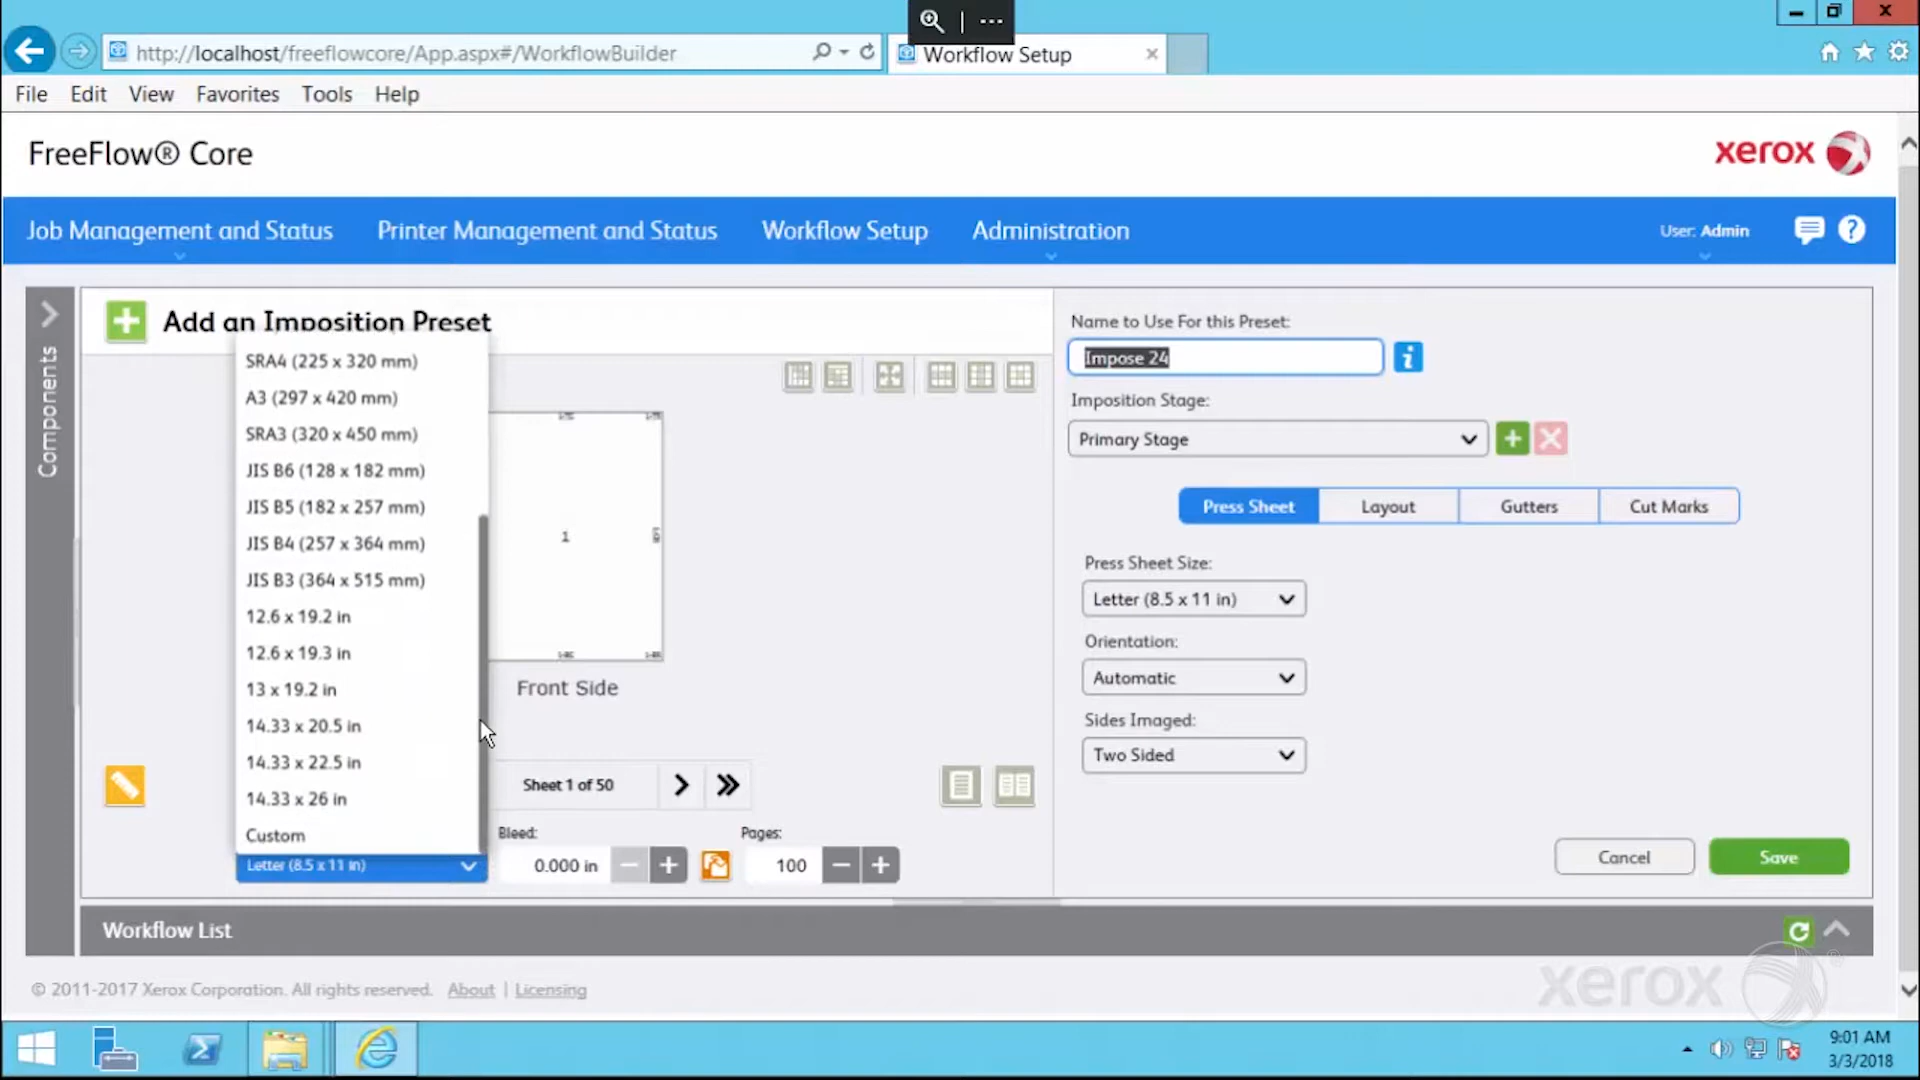 http://localhost/freeflowcore/App.aspx#/WorkflowBuilder
Workflow Setup
File Edit View Favorites Tools Help
FreeFlow® Core
xerox
Job Management and Status
Printer Management and Status
Workflow Setup
Administration
User: Admin
Components
Add an Imposition Preset
SRA4 (225 x 320 mm)
A3 (297 x 420 mm)
SRA3 (320 x 450 mm)
JIS B6 (128 x 182 mm)
JIS B5 (182 x 257 mm)
JIS B4 (257 x 364 mm)
JIS B3 (364 x 515 mm)
12.6 x 19.2 in
12.6 x 19.3 in
13 x 19.2 in
14.33 x 20.5 in
14.33 x 22.5 in
14.33 x 26 in
Custom
Letter (8.5 x 11 in)
1
Front Side
Sheet 1 of 50
Bleed:
0.000 in
Pages:
100
Name to Use For this Preset:
Impose 24
Imposition Stage:
Primary Stage
Press Sheet
Layout
Gutters
Cut Marks
Press Sheet Size:
Letter (8.5 x 11 in)
Orientation:
Automatic
Sides Imaged:
Two Sided
Cancel
Save
Workflow List
© 2011-2017 Xerox Corporation. All rights reserved. About | Licensing
xerox ®
9:01 AM
3/3/2018